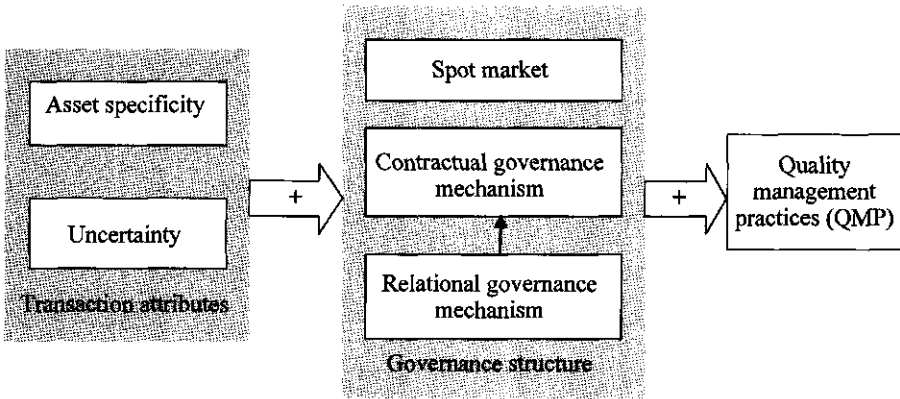 Asset specificity
Uncertainty
Transaction attributes
+
Spot market
Contractual governance
mechanism
Relational governance
mechanism
Governance structure
+
Quality
management
practices (QMP)